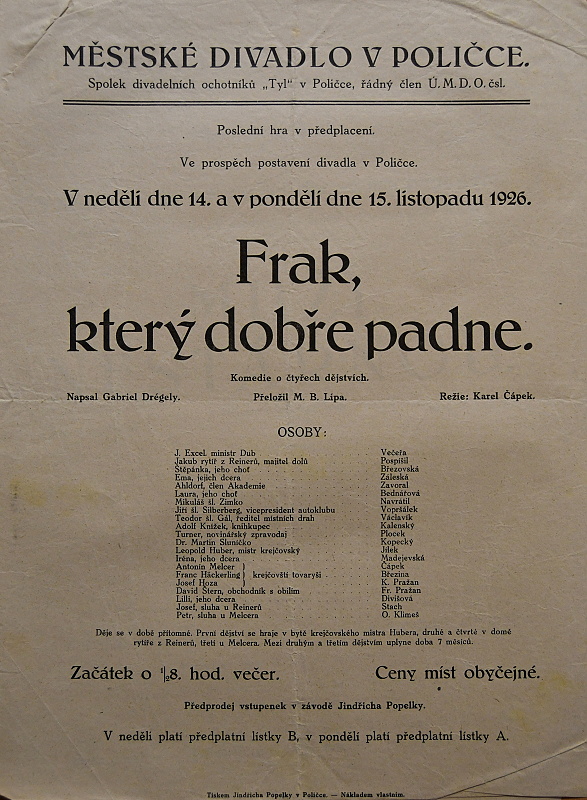 MĚSTSKÉ DIVADLO V POLIČCE.
Spolek divadelních ochotníků „Tyl“ v Poličce, řádný člen Ú. M. D. O. čsl.
Poslední hra v předplacení.
Ve prospěch postavení divadla v Poličce.
V neděli dne 14. a v pondělí dne 15. listopadu 1926.
Frak,
který dobře padne.
Komedie o čtyřech dějstvích.
Napsal Gabriel Drégely. Přeložil M. B. Lípa. Režie: Karel Čápek.
OSOBY:
J. Excel. ministr Dub . . . . Večeřa
Jakub rytíř z Reinerů, majitel dolů . . . . Pospíšil
Štěpánka, jeho choť . . . . Březovská
Ema, jejich dcera . . . . Záleská
Ahldorf, člen Akademie . . . . Zavoral
Laura, jeho choť . . . . Bednářová
Mikuláš šl. Zimko . . . . Navrátil
Jiří šl. Silberberg, vicepresident autoklubu . . . . Vopršálek
Teodor šl. Gál, ředitel místních drah . . . . Václavík
Adolf Knížek, knihkupec . . . . Kalenský
Turner, novinářský zpravodaj . . . . Plocek
Dr. Martin Sluníčko . . . . Kopecký
Leopold Huber, mistr krejčovský . . . . Jílek
Iréna, jeho dcera . . . . Madejevská
Antonín Melcer } . . . . Čápek
Franc Häckerling } krejčovští tovaryši . . . . Březina
Josef Hoza } . . . . K. Pražan
David Stern, obchodník s obilím . . . . Fr. Pražan
Lilli, jeho dcera . . . . Divišová
Josef, sluha u Reinerů . . . . Stach
Petr, sluha u Melcera . . . . O. Klimeš
Děje se v době přítomné. První dějství se hraje v bytě krejčovského mistra Hubera, druhé a čtvrté v domě
rytíře z Reinerů, třetí u Melcera. Mezi druhým a třetím dějstvím uplyne doba 7 měsíců.
Začátek o ½8. hod. večer. Ceny míst obyčejné.
Předprodej vstupenek v závodě Jindřicha Popelky.
V neděli platí předplatní lístky B, v pondělí platí předplatní lístky A.
Tiskem Jindřicha Popelky v Poličce. — Nákladem vlastním.